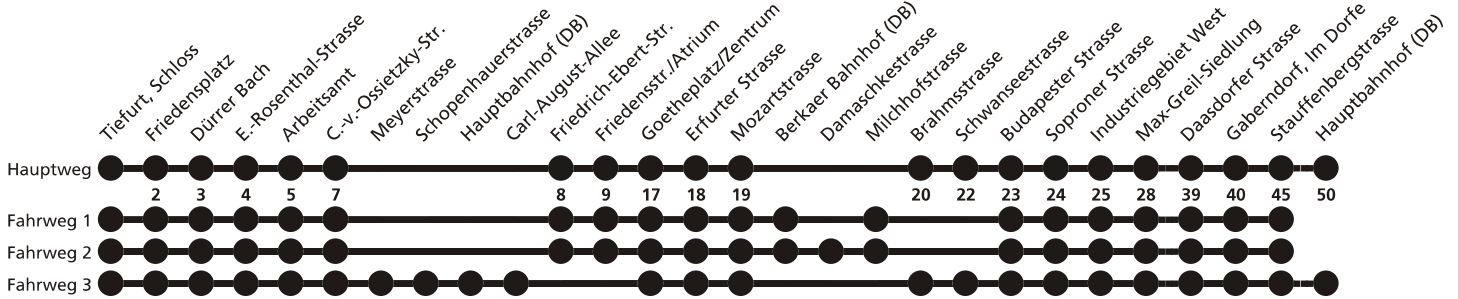 Tiefurt, Schloss
Friedensplatz
Dürrer Bach
E.-Rosenthal-Strasse
Arbeitsamt
C.-v.-Ossietzky-Str.
Meyerstrasse
Schopenhauerstrasse
Hauptbahnhof (DB)
Carl-August-Allee
Friedrich-Ebert-Str.
Friedensstr./Atrium
Goetheplatz/Zentrum
Erfurter Strasse
Mozartstrasse
Berkaer Bahnhof (DB)
Damaschkestrasse
Milchhofstrasse
Brahmsstrasse
Schwanseestrasse
Budapester Strasse
Soproner Strasse
Industriegebiet West
Max-Greil-Siedlung
Daasdorfer Strasse
Gaberndorf, Im Dorfe
Stauffenbergstrasse
Hauptbahnhof (DB)
Hauptweg
2 3 4 5 7 8 9 17 18 19 20 22 23 24 25 28 39 40 45 50
Fahrweg 1
Fahrweg 2
Fahrweg 3